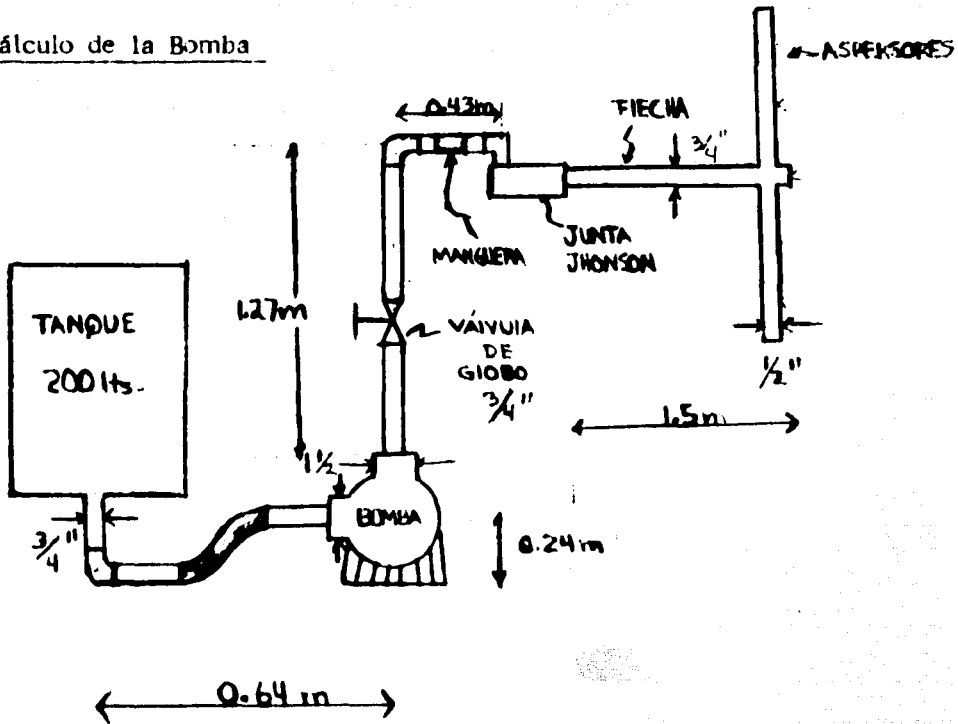 álculo de la Bomba
ASPERSORES
0.43m
FlECHA
3/4"
MANGUERA
JUNTA
JHONSON
TANQUE
200 lts.
1.27m
VÁlVUlA
DE
GlOBO
3/4"
1/2"
1.5m
1 1/2
BOMBA
3/4"
0.24 m
0.64 m